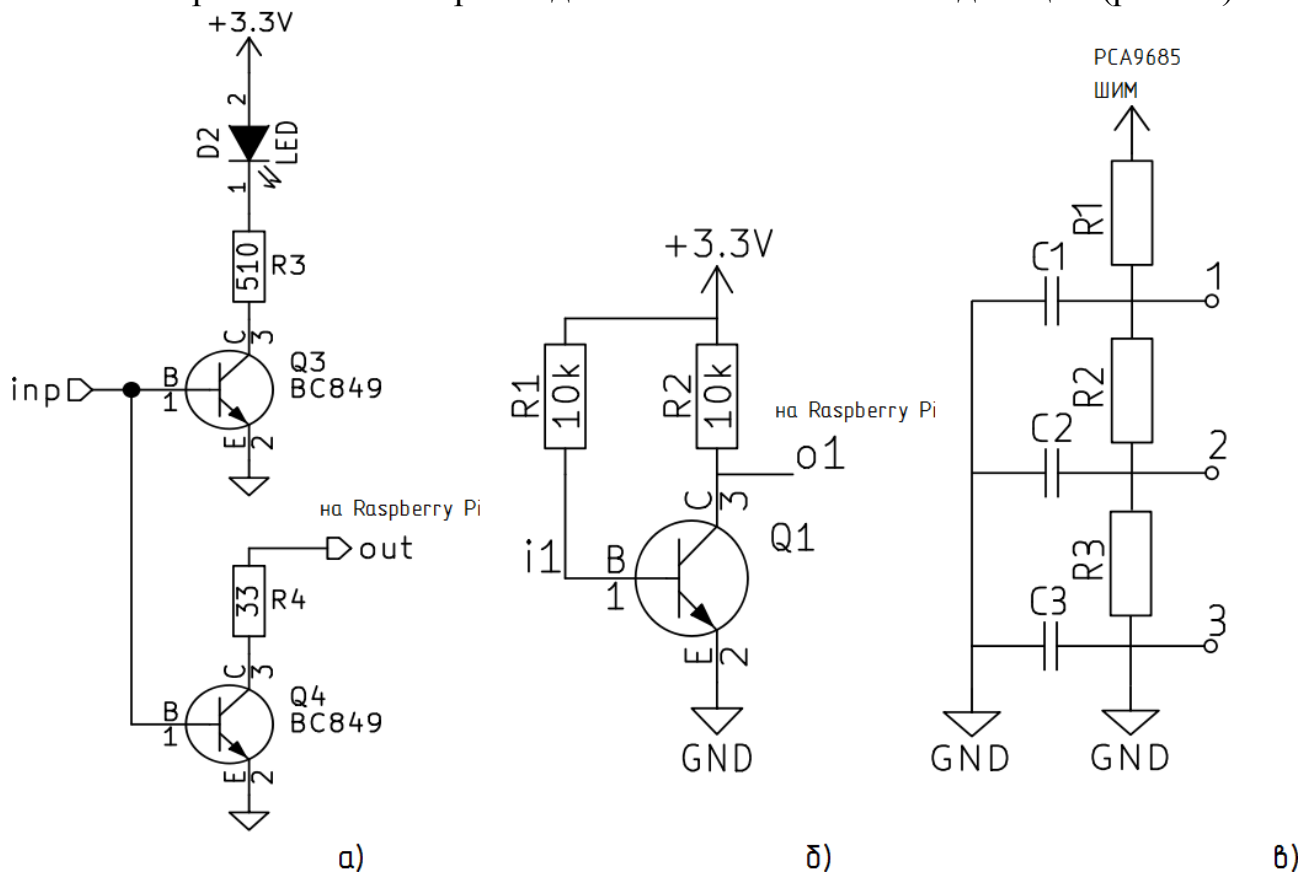 +3.3V
2
D2
LED
1
510
R3
C
3
Q3
BC849
inp
B
1
E
2
на Raspberry Pi
out
33
R4
C
3
Q4
BC849
B
1
E
2
а)
+3.3V
R1
10k
R2
10k
на Raspberry Pi
o1
C
3
i1
B
1
Q1
E
2
GND
б)
PCA9685
ШИМ
R1
C1
1
R2
C2
2
R3
C3
3
GND
GND
в)